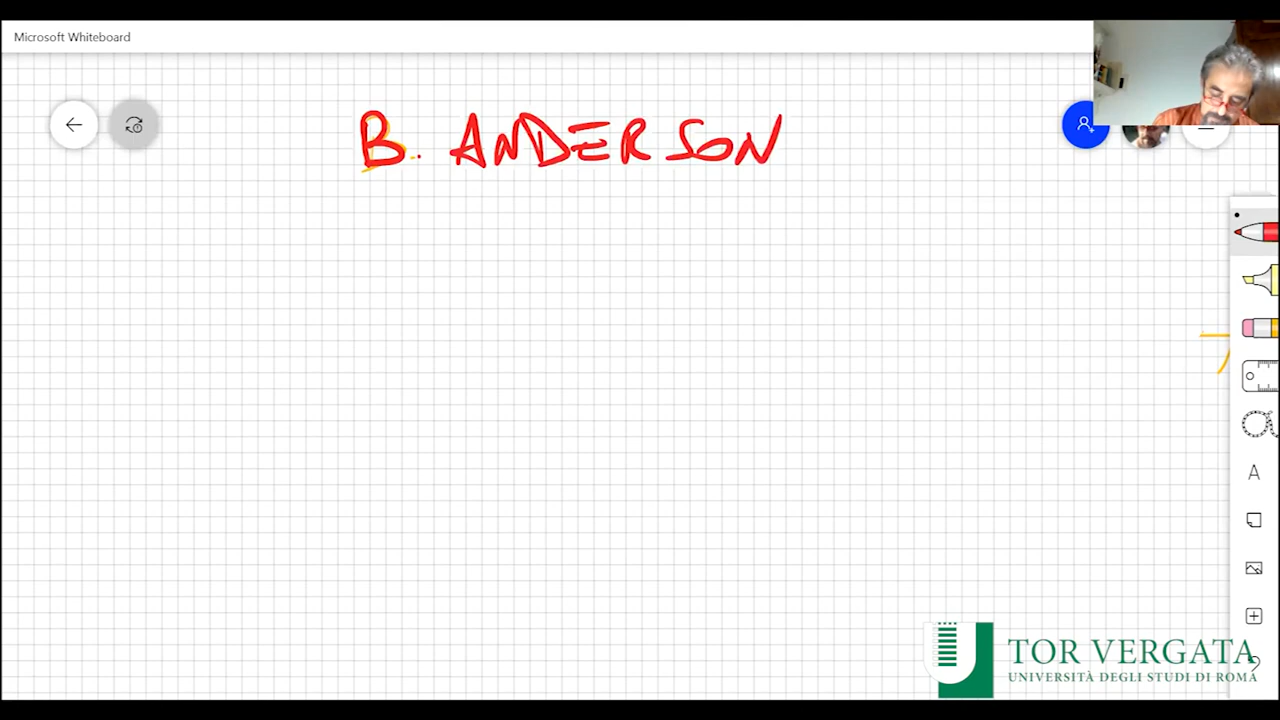 Microsoft Whiteboard
B. ANDERSON
A
TOR VERGATA
UNIVERSITÀ DEGLI STUDI DI ROMA